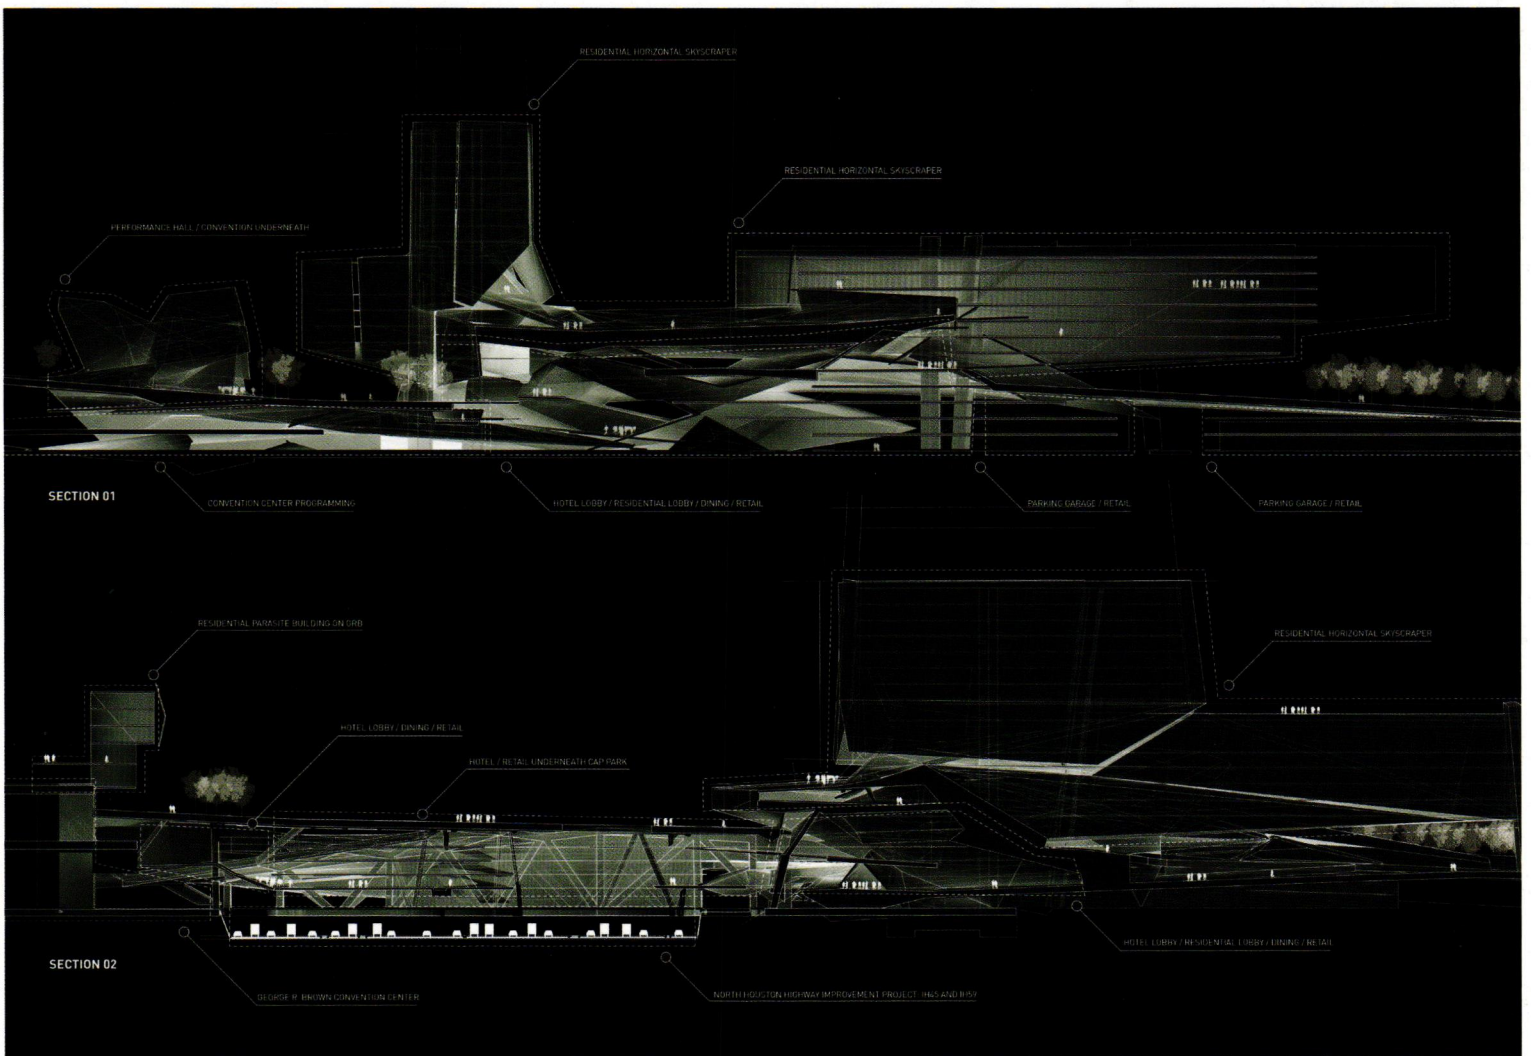 RESIDENTIAL HORIZONTAL SKYSCRAPER
RESIDENTIAL HORIZONTAL SKYSCRAPER
PERFORMANCE HALL / CONVENTION UNDERNEATH
SECTION 01
CONVENTION CENTER PROGRAMMING
HOTEL LOBBY / RESIDENTIAL LOBBY / DINING / RETAIL
PARKING GARAGE / RETAIL
PARKING GARAGE / RETAIL
RESIDENTIAL PARASITE BUILDING ON GRB
RESIDENTIAL HORIZONTAL SKYSCRAPER
HOTEL LOBBY / DINING / RETAIL
HOTEL / RETAIL UNDERNEATH CAP PARK
HOTEL LOBBY / RESIDENTIAL LOBBY / DINING / RETAIL
SECTION 02
GEORGE R. BROWN CONVENTION CENTER
NORTH HOUSTON HIGHWAY IMPROVEMENT PROJECT: IH45 AND IH59